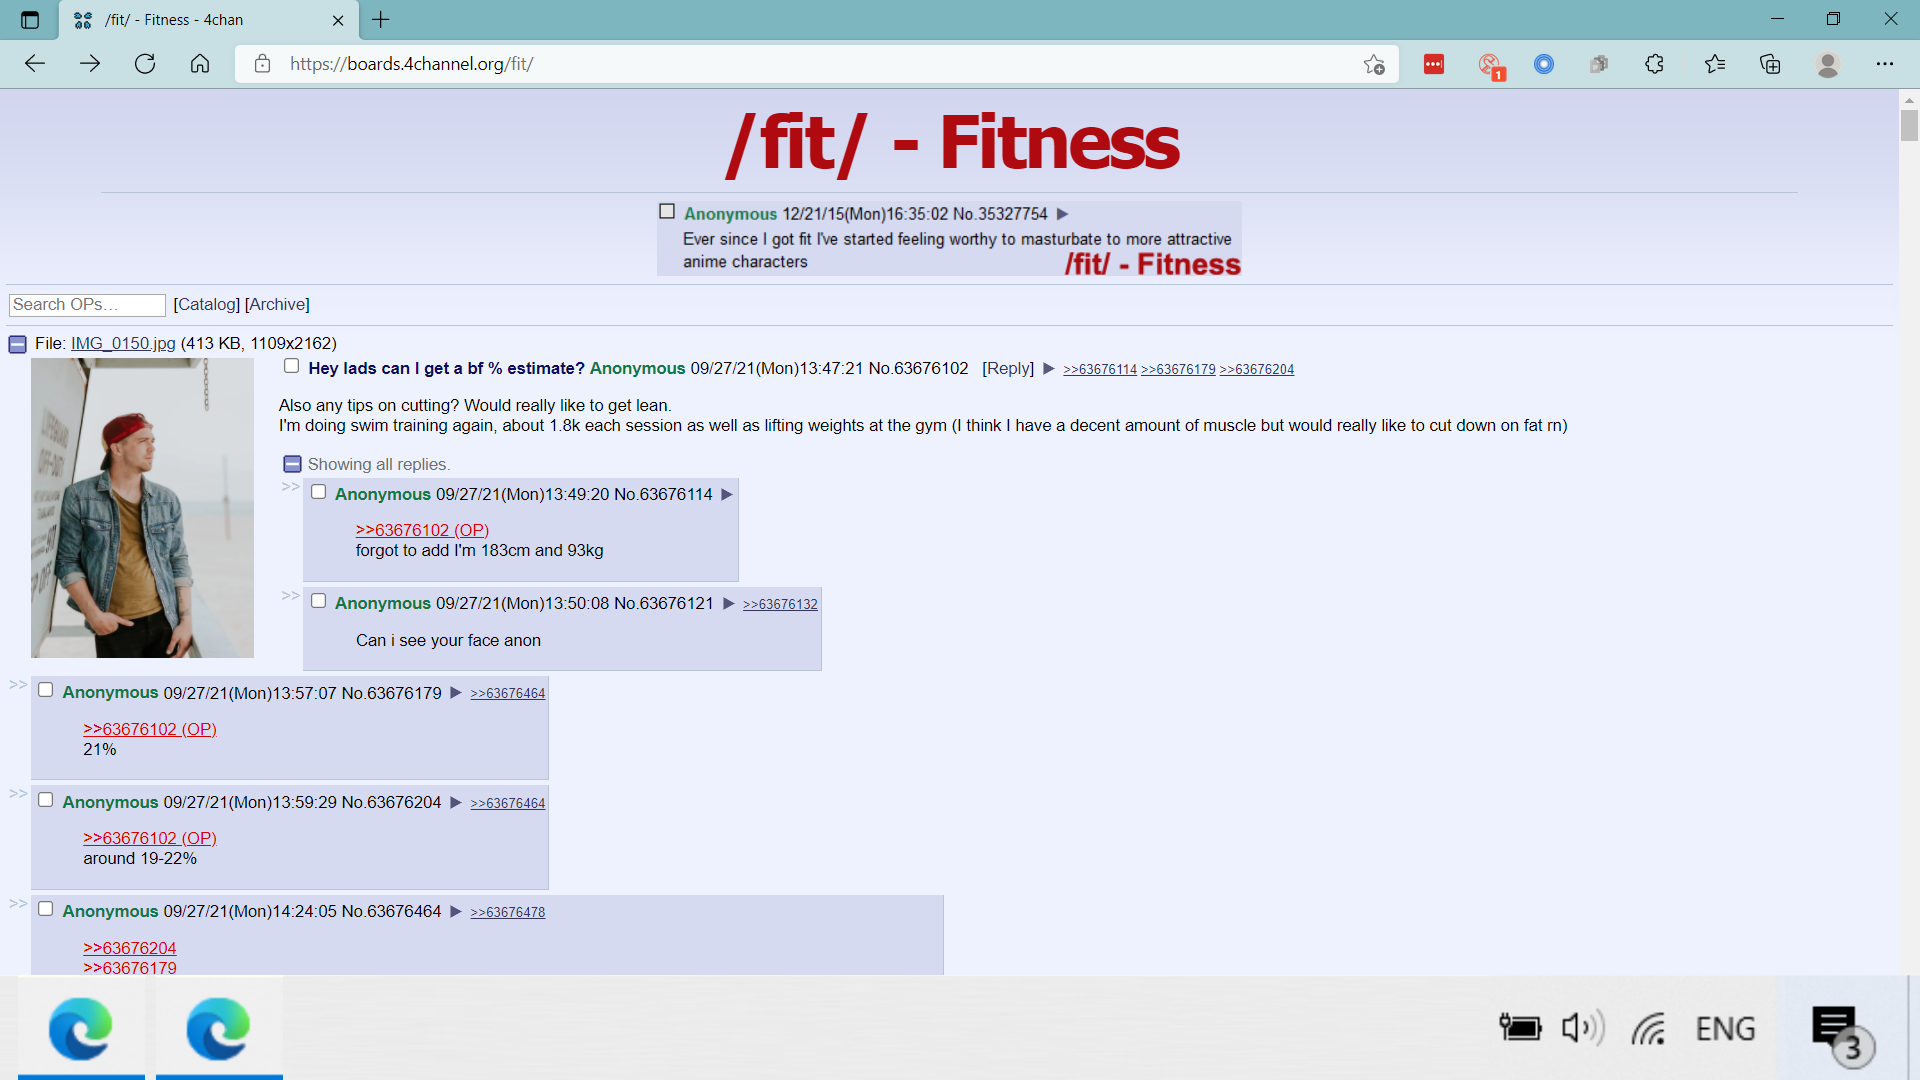 /fit/ - Fitness - 4chan
https://boards.4channel.org/fit/
1
/fit/ - Fitness
Anonymous 12/21/15(Mon)16:35:02 No.35327754 ▶
Ever since I got fit I've started feeling worthy to masturbate to more attractive
anime characters
/fit/ - Fitness
Search OPs… [Catalog] [Archive]
File: IMG_0150.jpg (413 KB, 1109x2162)
Hey lads can I get a bf % estimate? Anonymous 09/27/21(Mon)13:47:21 No.63676102 [Reply] ▶ >>63676114 >>63676179 >>63676204
Also any tips on cutting? Would really like to get lean.
I'm doing swim training again, about 1.8k each session as well as lifting weights at the gym (I think I have a decent amount of muscle but would really like to cut down on fat rn)
Showing all replies.
>> Anonymous 09/27/21(Mon)13:49:20 No.63676114 ▶
>>63676102 (OP)
forgot to add I'm 183cm and 93kg
>> Anonymous 09/27/21(Mon)13:50:08 No.63676121 ▶ >>63676132
Can i see your face anon
>> Anonymous 09/27/21(Mon)13:57:07 No.63676179 ▶ >>63676464
>>63676102 (OP)
21%
>> Anonymous 09/27/21(Mon)13:59:29 No.63676204 ▶ >>63676464
>>63676102 (OP)
around 19-22%
>> Anonymous 09/27/21(Mon)14:24:05 No.63676464 ▶ >>63676478
>>63676204
>>63676179
ENG
3